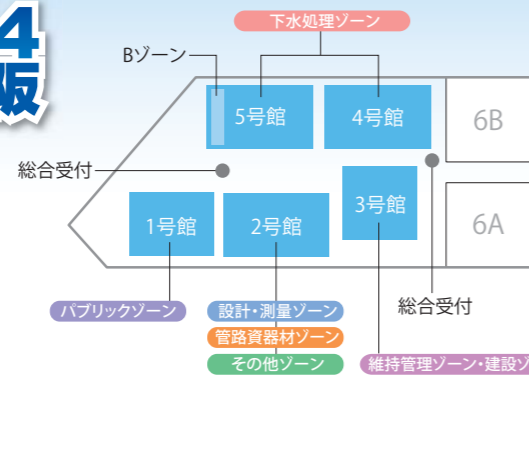 4
阪
下水処理ゾーン
Bゾーン
5号館
4号館
6B
総合受付
1号館
2号館
3号館
6A
パブリックゾーン
設計・測量ゾーン
管路資器材ゾーン
その他ゾーン
総合受付
維持管理ゾーン・建設ゾ